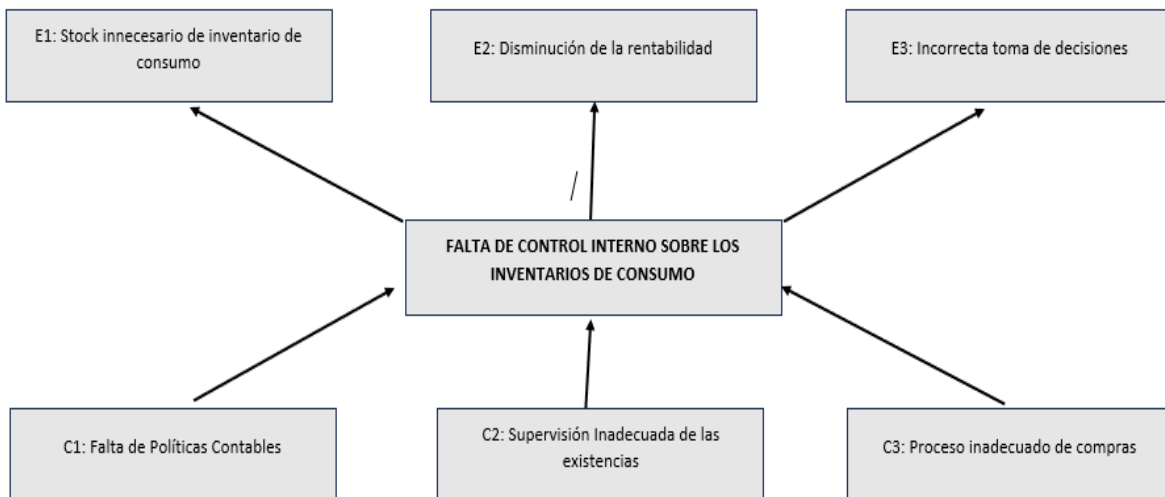 E1: Stock innecesario de inventario de
consumo
E2: Disminución de la rentabilidad
E3: Incorrecta toma de decisiones
/
FALTA DE CONTROL INTERNO SOBRE LOS
INVENTARIOS DE CONSUMO
C1: Falta de Políticas Contables
C2: Supervisión Inadecuada de las
existencias
C3: Proceso inadecuado de compras